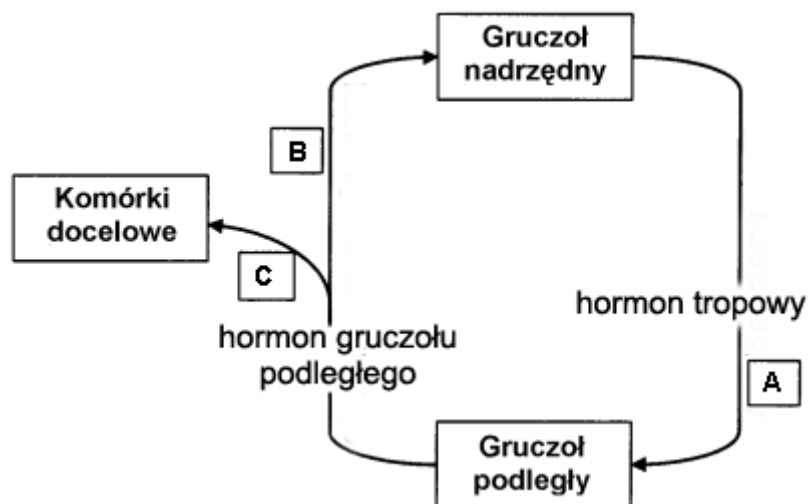 Gruczoł
nadrzędny
B
Komórki
docelowe
C
hormon tropowy
hormon gruczołu
podległego
A
Gruczoł
podległy